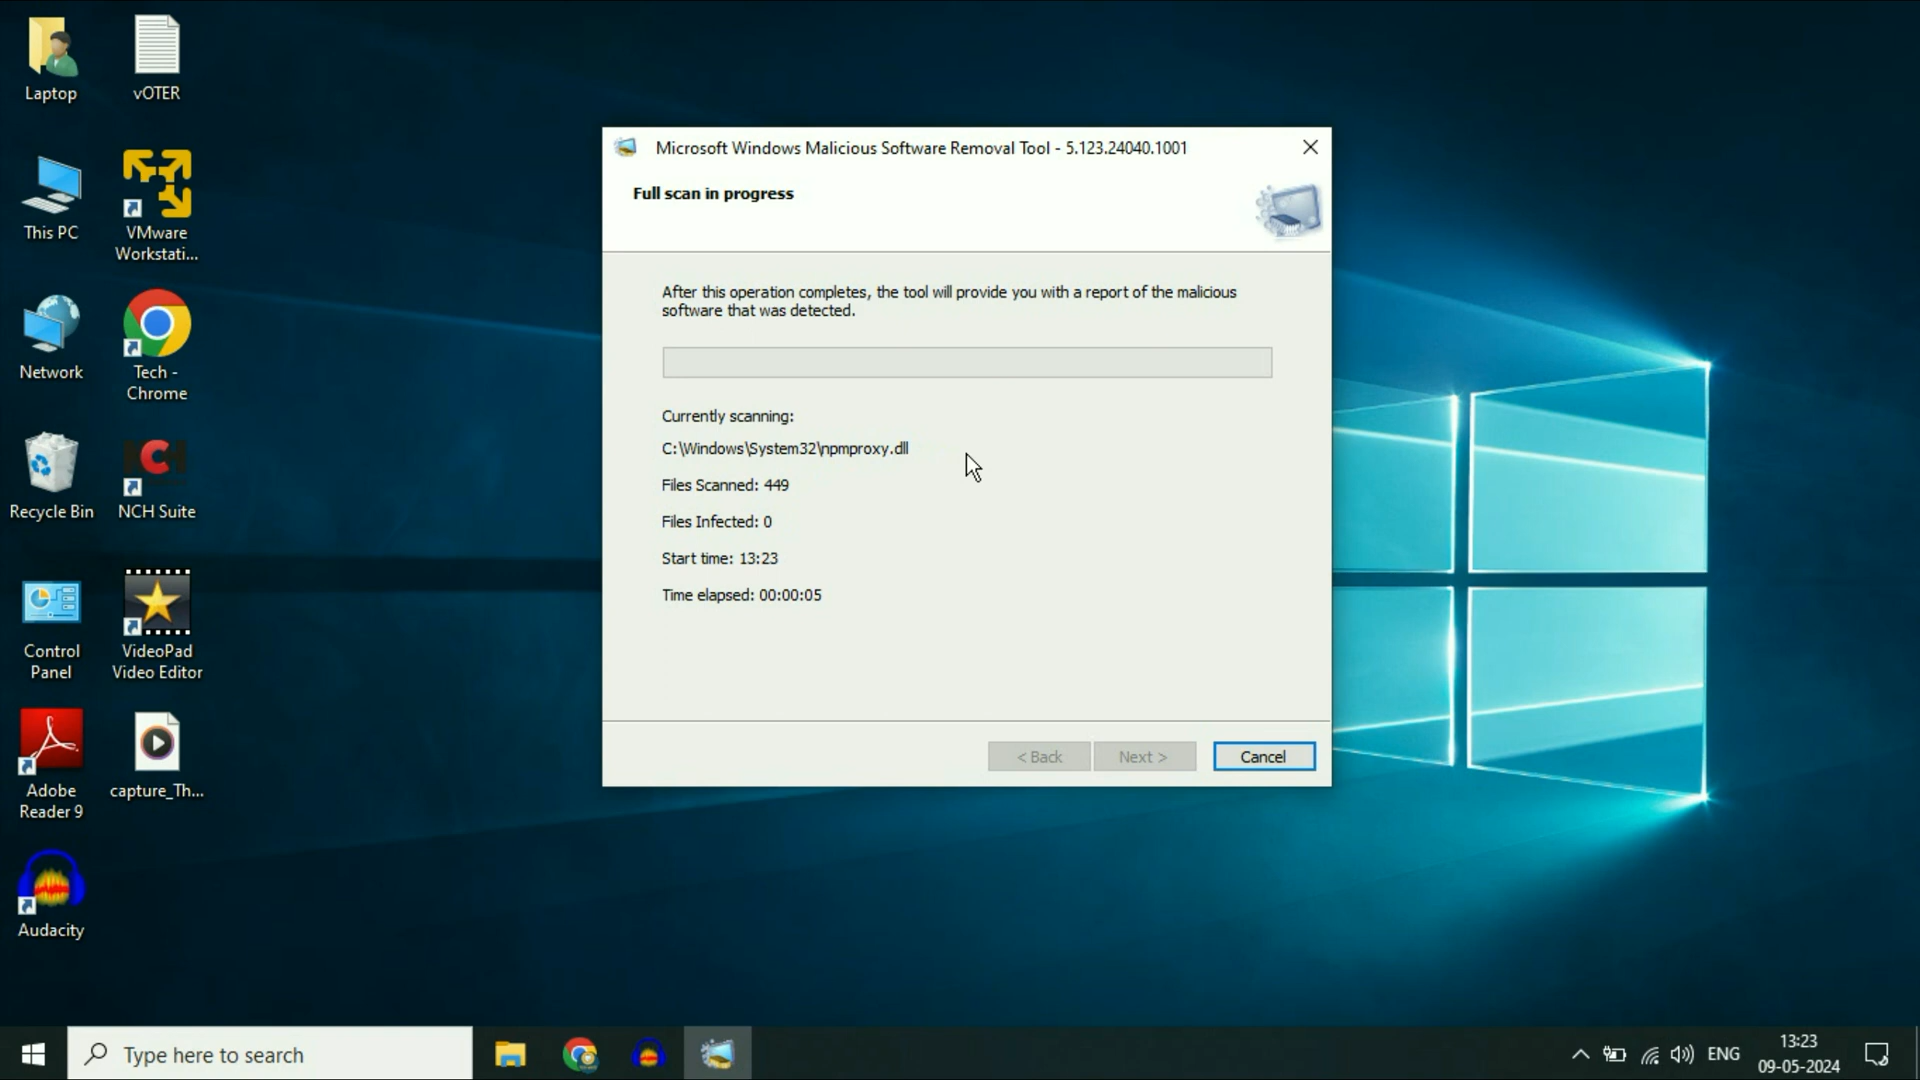 Laptop
vOTER
This PC
VMware
Workstati...
Network
Tech -
Chrome
Recycle Bin
NCH
NCH Suite
Control
Panel
VideoPad
Video Editor
Adobe
Reader 9
capture_Th...
Audacity
Microsoft Windows Malicious Software Removal Tool - 5.123.24040.1001
Full scan in progress
After this operation completes, the tool will provide you with a report of the malicious
software that was detected.
Currently scanning:
C:\Windows\System32\npmproxy.dll
Files Scanned: 449
Files Infected: 0
Start time: 13:23
Time elapsed: 00:00:05
< Back
Next >
Cancel
Type here to search
ENG
13:23
09-05-2024